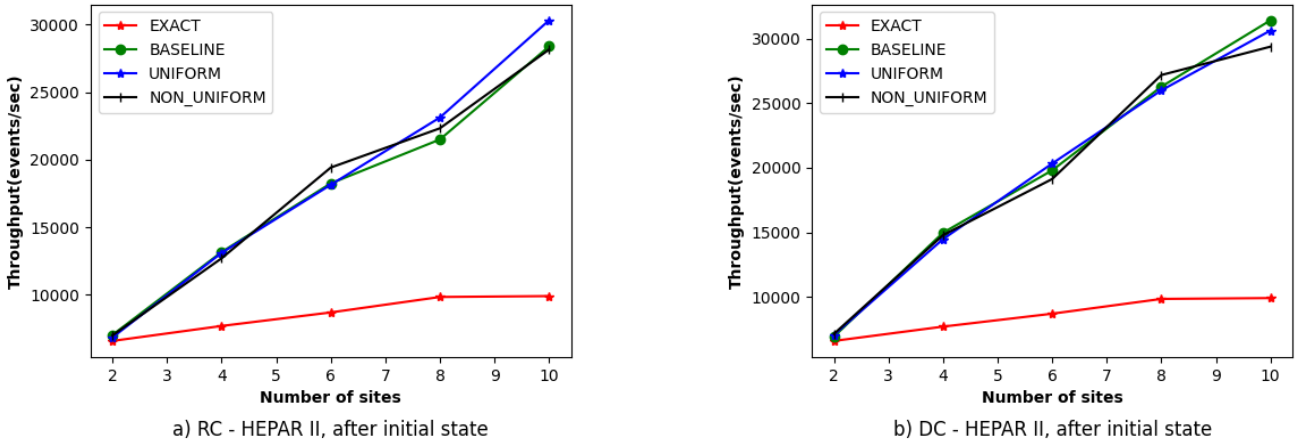 30000
25000
20000
15000
10000
Throughput(events/sec)
EXACT
BASELINE
UNIFORM
NON_UNIFORM
2 3 4 5 6 7 8 9 10
Number of sites
a) RC - HEPAR II, after initial state
30000
25000
20000
15000
10000
Throughput(events/sec)
EXACT
BASELINE
UNIFORM
NON_UNIFORM
2 3 4 5 6 7 8 9 10
Number of sites
b) DC - HEPAR II, after initial state